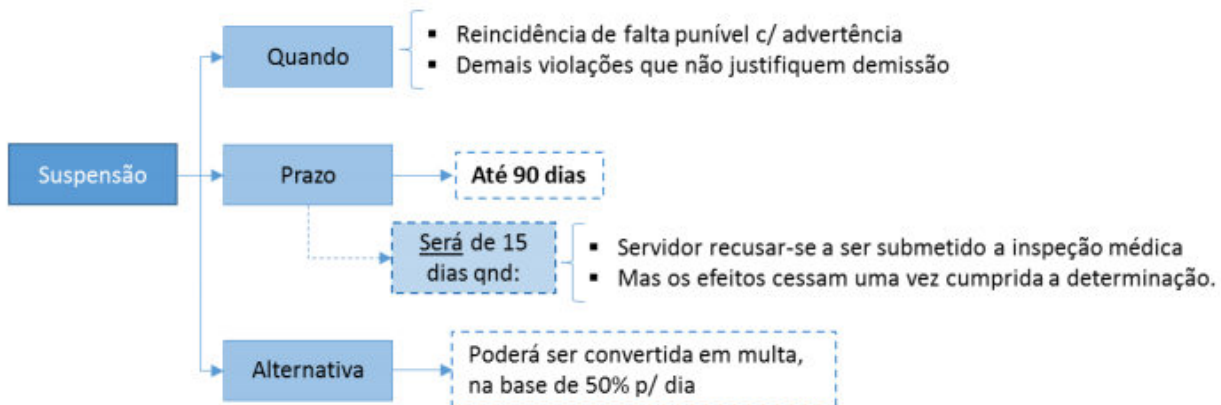 Quando
▪ Reincidência de falta punível c/ advertência
▪ Demais violações que não justifiquem demissão
Suspensão
Prazo
Até 90 dias
Será de 15
dias qnd:
▪ Servidor recusar-se a ser submetido a inspeção médica
▪ Mas os efeitos cessam uma vez cumprida a determinação.
Alternativa
Poderá ser convertida em multa,
na base de 50% p/ dia